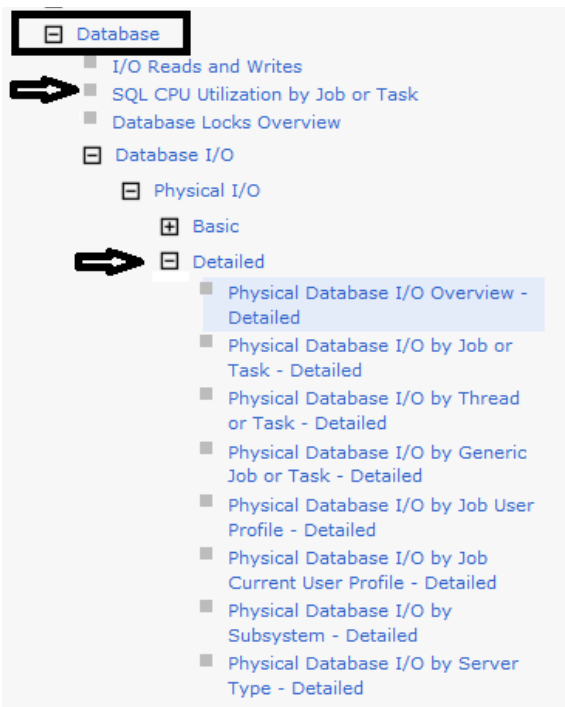 Database
I/O Reads and Writes
SQL CPU Utilization by Job or Task
Database Locks Overview
Database I/O
Physical I/O
Basic
Detailed
Physical Database I/O Overview -
Detailed
Physical Database I/O by Job or
Task - Detailed
Physical Database I/O by Thread
or Task - Detailed
Physical Database I/O by Generic
Job or Task - Detailed
Physical Database I/O by Job User
Profile - Detailed
Physical Database I/O by Job
Current User Profile - Detailed
Physical Database I/O by
Subsystem - Detailed
Physical Database I/O by Server
Type - Detailed